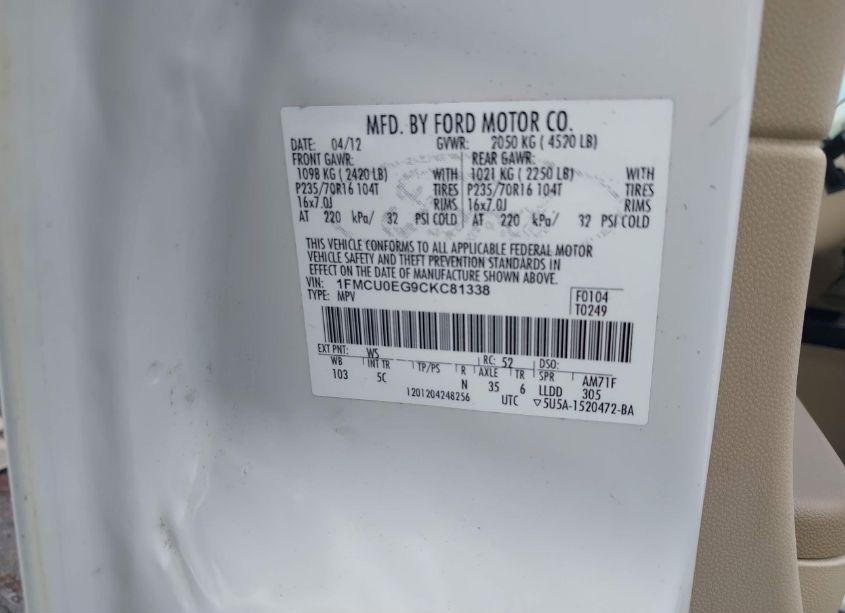 MFD. BY FORD MOTOR CO.
DATE: 04/12 GVWR: 2050 KG (4520 LB)
FRONT GAWR: REAR GAWR:
1098 KG (2420 LB) WITH 1021 KG (2250 LB) WITH
P235/70R16 104T TIRES P235/70R16 104T TIRES
16x7.0J RIMS 16x7.0J RIMS
AT 220 kPa/ 32 PSI COLD AT 220 kPa/ 32 PSI COLD
THIS VEHICLE CONFORMS TO ALL APPLICABLE FEDERAL MOTOR
VEHICLE SAFETY AND THEFT PREVENTION STANDARDS IN
EFFECT ON THE DATE OF MANUFACTURE SHOWN ABOVE.
VIN: 1FMCU0EG9CKC81338 F0104
TYPE: MPV T0249
EXT PNT: WS RC: 52 DSO:
WB INT TR TP/PS R AXLE TR SPR AM71F
103 5C N 35 6 LLDD 305
1201204248256 UTC ▽5U5A-1520472-BA